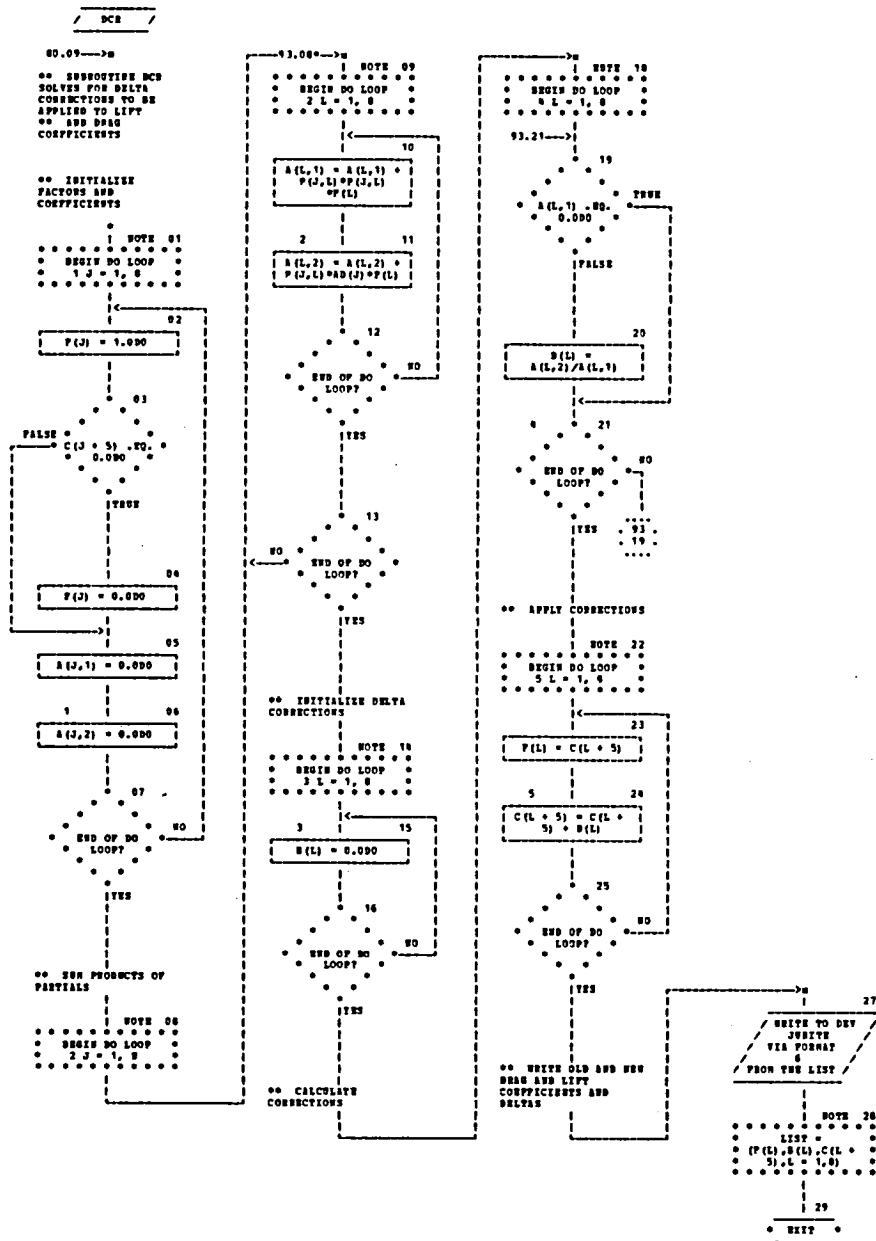 DCR
80.09--->*
** SUBROUTINE DCR
SOLVES FOR DELTA
CORRECTIONS TO BE
APPLIED TO LIFT
** AND DRAG
COEFFICIENTS
** INITIALIZE
FACTORS AND
COEFFICIENTS
NOTE 01
BEGIN DO LOOP
1 J = 1, 8
02
F(J) = 1.0D0
03
FALSE
C(J + 5) .EQ.
0.0D0
TRUE
04
F(J) = 0.0D0
05
A(J,1) = 0.0D0
1 06
A(J,2) = 0.0D0
07
END OF DO
LOOP?
NO
YES
** SUM PRODUCTS OF
PARTIALS
NOTE 08
BEGIN DO LOOP
2 J = 1, 8
93.08*--->*
NOTE 09
BEGIN DO LOOP
2 L = 1, 8
10
A(L,1) = A(L,1) +
P(J,L)*P(J,L)
*F(L)
2 11
A(L,2) = A(L,2) +
P(J,L)*AD(J)*F(L)
12
END OF DO
LOOP?
NO
YES
13
NO
END OF DO
LOOP?
YES
** INITIALIZE DELTA
CORRECTIONS
NOTE 14
BEGIN DO LOOP
3 L = 1, 8
3 15
B(L) = 0.0D0
16
END OF DO
LOOP?
NO
YES
** CALCULATE
CORRECTIONS
NOTE 18
BEGIN DO LOOP
4 L = 1, 8
93.21--->
19
TRUE
A(L,1) .EQ.
0.0D0
FALSE
20
B(L) =
A(L,2)/A(L,1)
4 21
END OF DO
LOOP?
NO
YES
93
19
** APPLY CORRECTIONS
NOTE 22
BEGIN DO LOOP
5 L = 1, 8
23
F(L) = C(L + 5)
5 24
C(L + 5) = C(L +
5) + B(L)
25
END OF DO
LOOP?
NO
YES
** WRITE OLD AND NEW
DRAG AND LIFT
COEFFICIENTS AND
DELTAS
27
WRITE TO DEV
JWRITE
VIA FORMAT
6
FROM THE LIST
NOTE 28
LIST =
(F(L),B(L),C(L +
5),L = 1,8)
29
EXIT